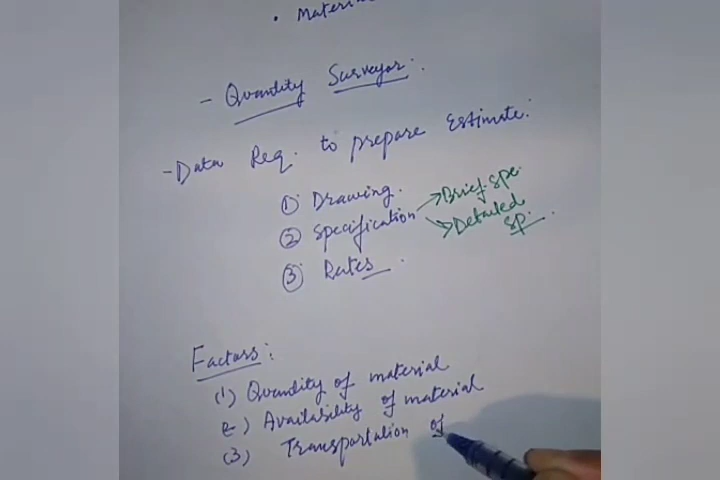 • Material
- Quantity Surveyor:
- Data Req. to prepare Estimate:
① Drawing.
② Specification → Brief spe.
→ Detailed sp.
③ Rates.
Factors:
(1) Quantity of material
2) Availability of material
(3) Transportation of